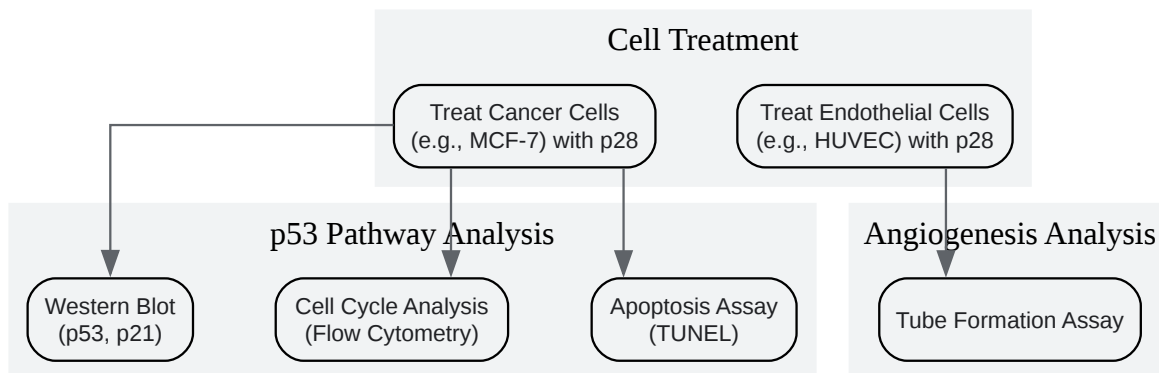 Cell Treatment
Treat Cancer Cells
(e.g., MCF-7) with p28
Treat Endothelial Cells
(e.g., HUVEC) with p28
p53 Pathway Analysis
Angiogenesis Analysis
Western Blot
(p53, p21)
Cell Cycle Analysis
(Flow Cytometry)
Apoptosis Assay
(TUNEL)
Tube Formation Assay